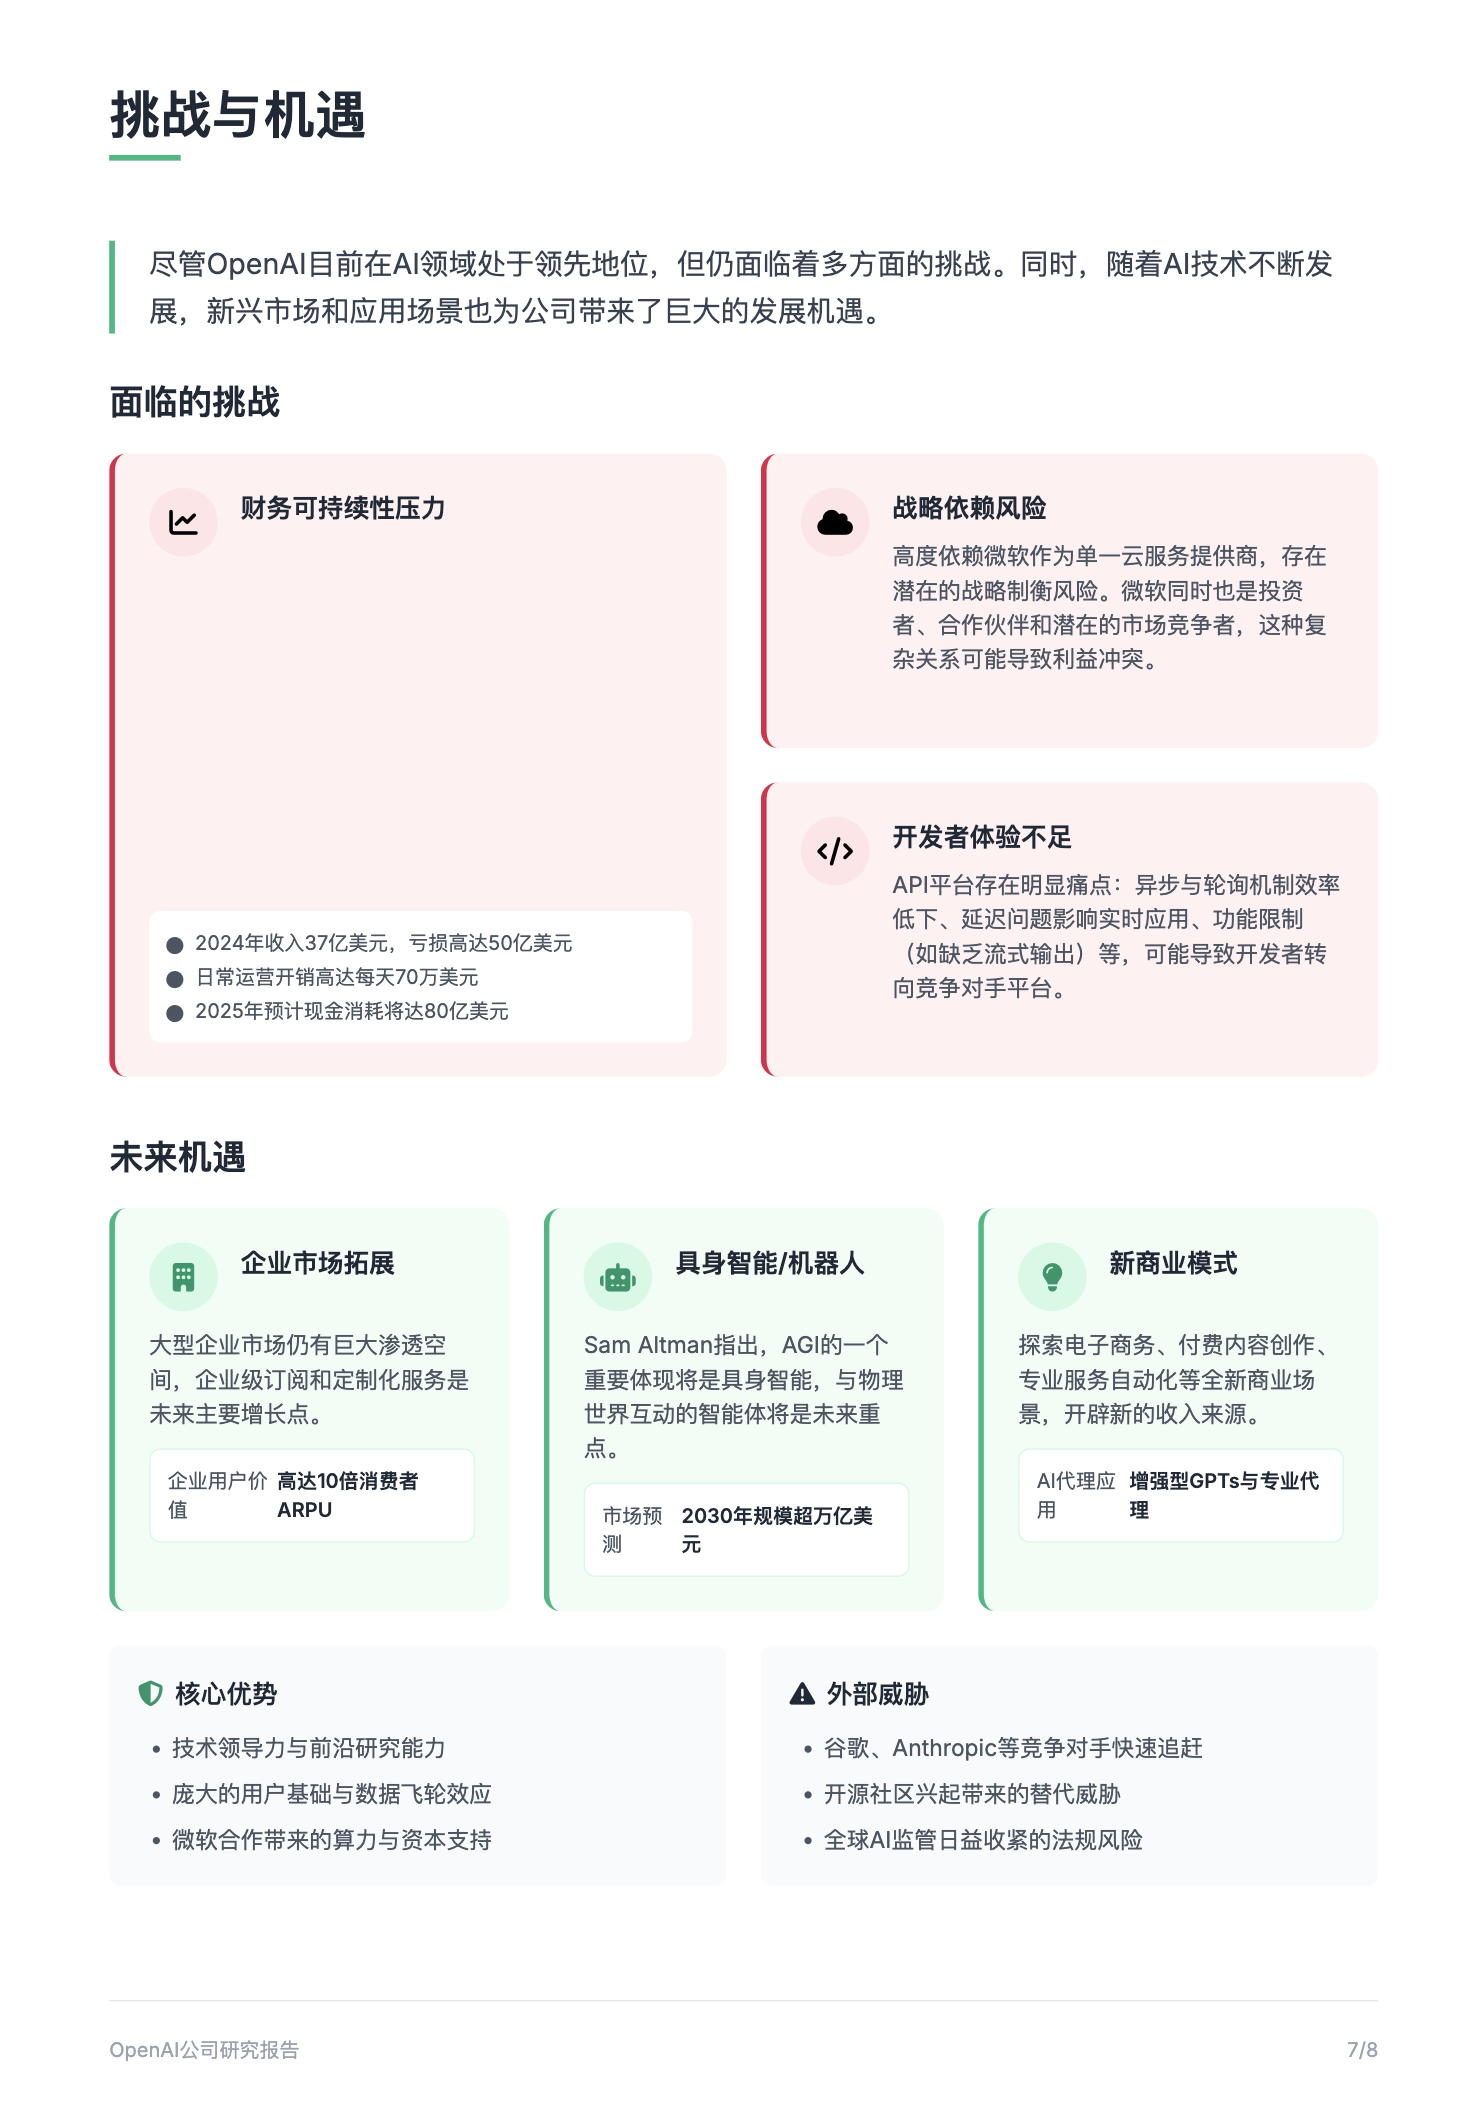 挑战与机遇
尽管OpenAI目前在AI领域处于领先地位，但仍面临着多方面的挑战。同时，随着AI技术不断发
展，新兴市场和应用场景也为公司带来了巨大的发展机遇。
面临的挑战
财务可持续性压力
2024年收入37亿美元，亏损高达50亿美元
日常运营开销高达每天70万美元
2025年预计现金消耗将达80亿美元
战略依赖风险
高度依赖微软作为单一云服务提供商，存在
潜在的战略制衡风险。微软同时也是投资
者、合作伙伴和潜在的市场竞争者，这种复
杂关系可能导致利益冲突。
开发者体验不足
API平台存在明显痛点：异步与轮询机制效率
低下、延迟问题影响实时应用、功能限制
（如缺乏流式输出）等，可能导致开发者转
向竞争对手平台。
未来机遇
企业市场拓展
大型企业市场仍有巨大渗透空
间，企业级订阅和定制化服务是
未来主要增长点。
企业用户价
值
高达10倍消费者
ARPU
具身智能/机器人
Sam Altman指出，AGI的一个
重要体现将是具身智能，与物理
世界互动的智能体将是未来重
点。
市场预
测
2030年规模超万亿美
元
新商业模式
探索电子商务、付费内容创作、
专业服务自动化等全新商业场
景，开辟新的收入来源。
AI代理应
用
增强型GPTs与专业代
理
核心优势
• 技术领导力与前沿研究能力
• 庞大的用户基础与数据飞轮效应
• 微软合作带来的算力与资本支持
外部威胁
• 谷歌、Anthropic等竞争对手快速追赶
• 开源社区兴起带来的替代威胁
• 全球AI监管日益收紧的法规风险
OpenAI公司研究报告
7/8